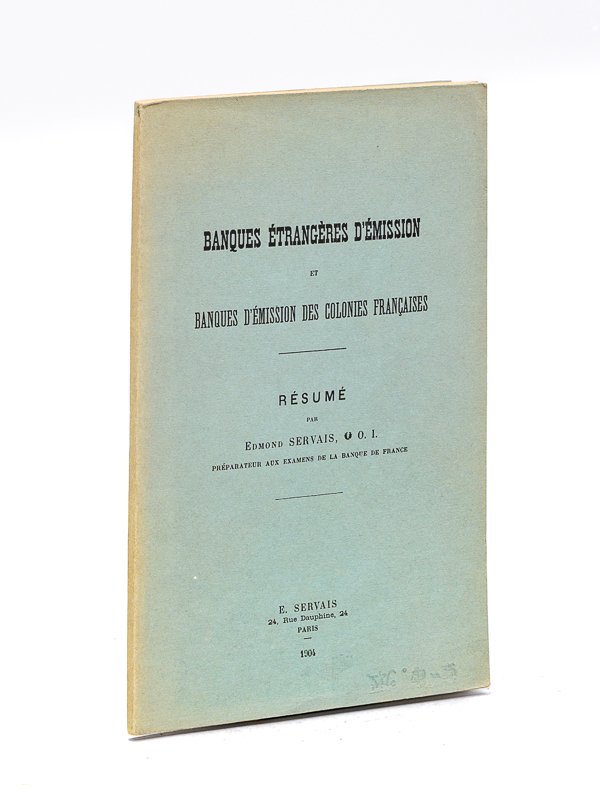 BANQUES ÉTRANGÈRES D'ÉMISSION
ET
BANQUES D'ÉMISSION DES COLONIES FRANÇAISES
RÉSUMÉ
PAR
EDMOND SERVAIS, O. I.
PRÉPARATEUR AUX EXAMENS DE LA BANQUE DE FRANCE
E. SERVAIS
24, Rue Dauphine, 24
PARIS
1904